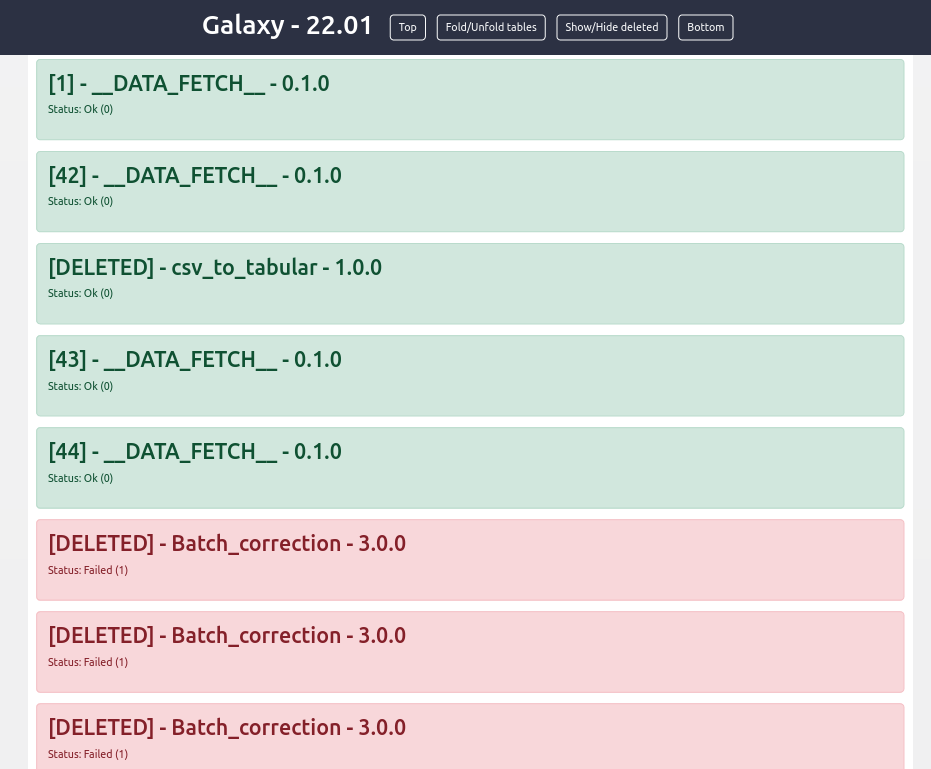 Galaxy - 22.01 Top Fold/Unfold tables Show/Hide deleted Bottom
[1] - __DATA_FETCH__ - 0.1.0
Status: Ok (0)
[42] - __DATA_FETCH__ - 0.1.0
Status: Ok (0)
[DELETED] - csv_to_tabular - 1.0.0
Status: Ok (0)
[43] - __DATA_FETCH__ - 0.1.0
Status: Ok (0)
[44] - __DATA_FETCH__ - 0.1.0
Status: Ok (0)
[DELETED] - Batch_correction - 3.0.0
Status: Failed (1)
[DELETED] - Batch_correction - 3.0.0
Status: Failed (1)
[DELETED] - Batch_correction - 3.0.0
Status: Failed (1)